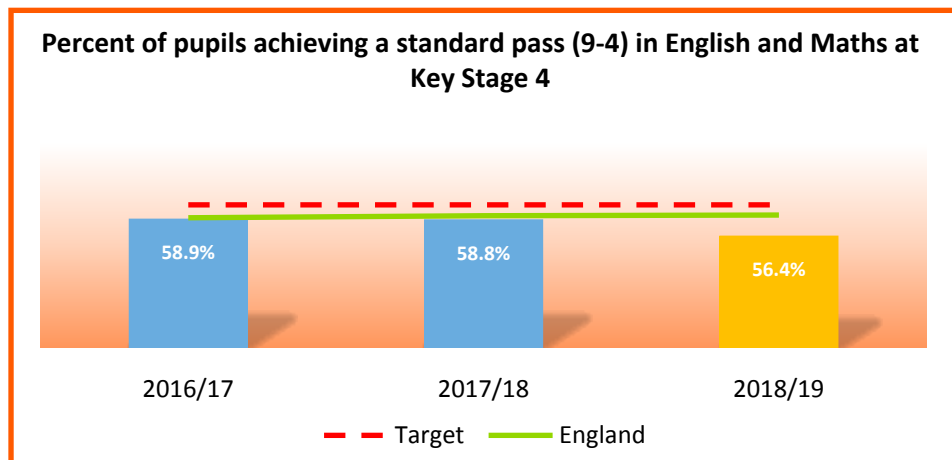 Percent of pupils achieving a standard pass (9-4) in English and Maths at
Key Stage 4
58.9%
58.8%
56.4%
2016/17
2017/18
2018/19
Target
England